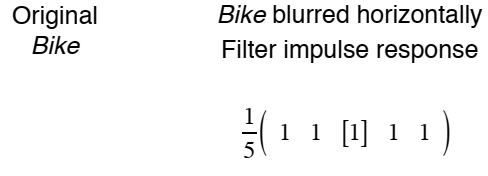 Original
Bike
Bike blurred horizontally
Filter impulse response
1/5 ( 1 1 [1] 1 1 )